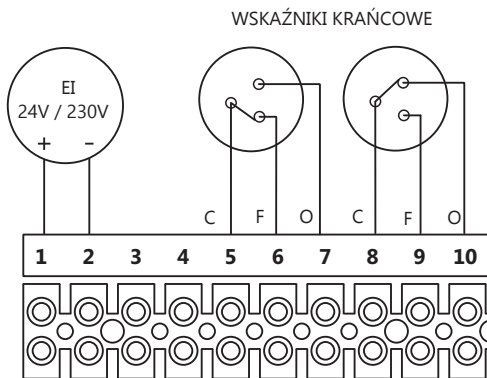 WSKAŹNIKI KRAŃCOWE
EI
24V / 230V
+ −
C F O C F O
1 2 3 4 5 6 7 8 9 10